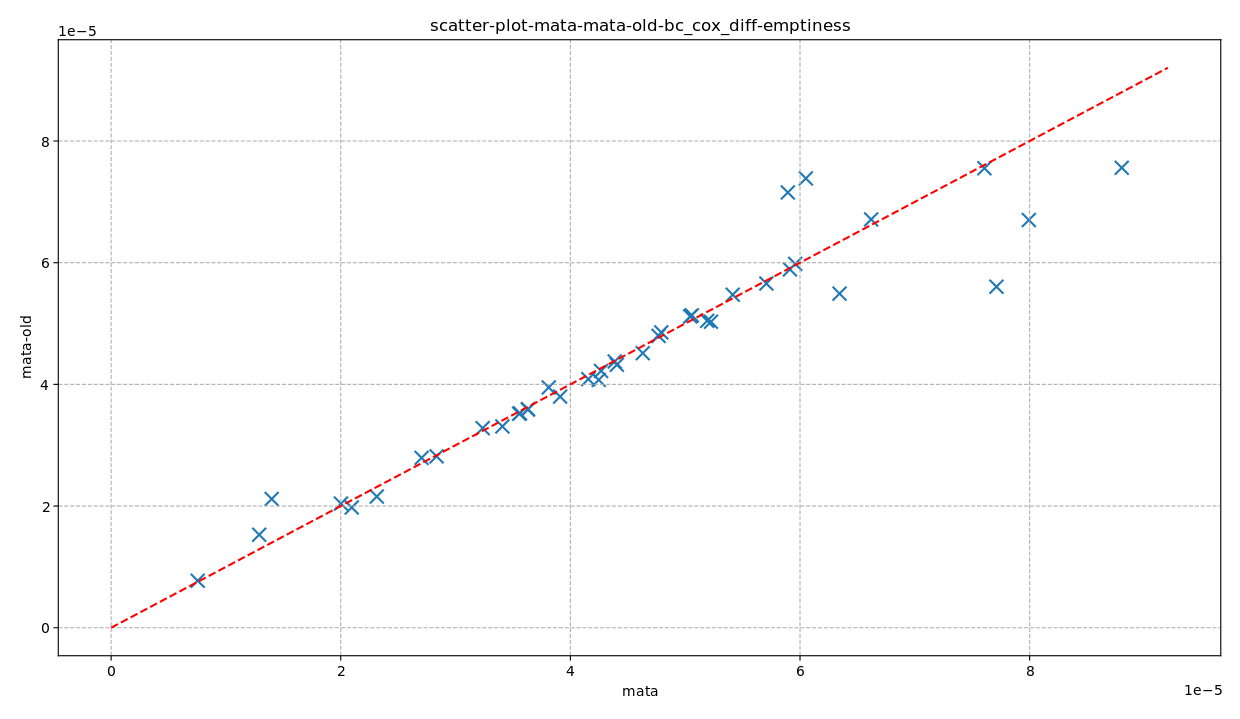 scatter-plot-mata-mata-old-bc_cox_diff-emptiness
1e−5
8
6
4
2
0
mata-old
0 2 4 6 8
mata
1e−5